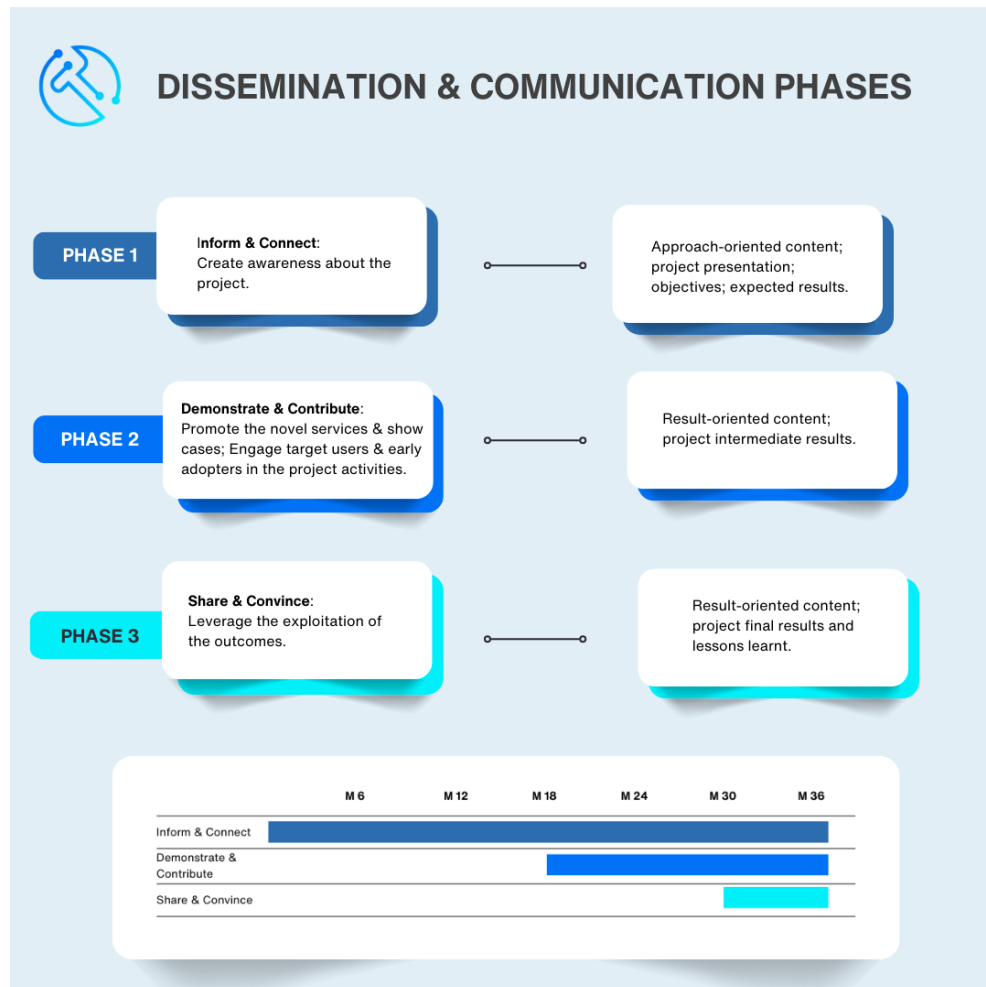 DISSEMINATION & COMMUNICATION PHASES
PHASE 1
Inform & Connect:
Create awareness about the
project.
Approach-oriented content;
project presentation;
objectives; expected results.
PHASE 2
Demonstrate & Contribute:
Promote the novel services & show
cases; Engage target users & early
adopters in the project activities.
Result-oriented content;
project intermediate results.
PHASE 3
Share & Convince:
Leverage the exploitation of
the outcomes.
Result-oriented content;
project final results and
lessons learnt.
M 6 M 12 M 18 M 24 M 30 M 36
Inform & Connect
Demonstrate &
Contribute
Share & Convince